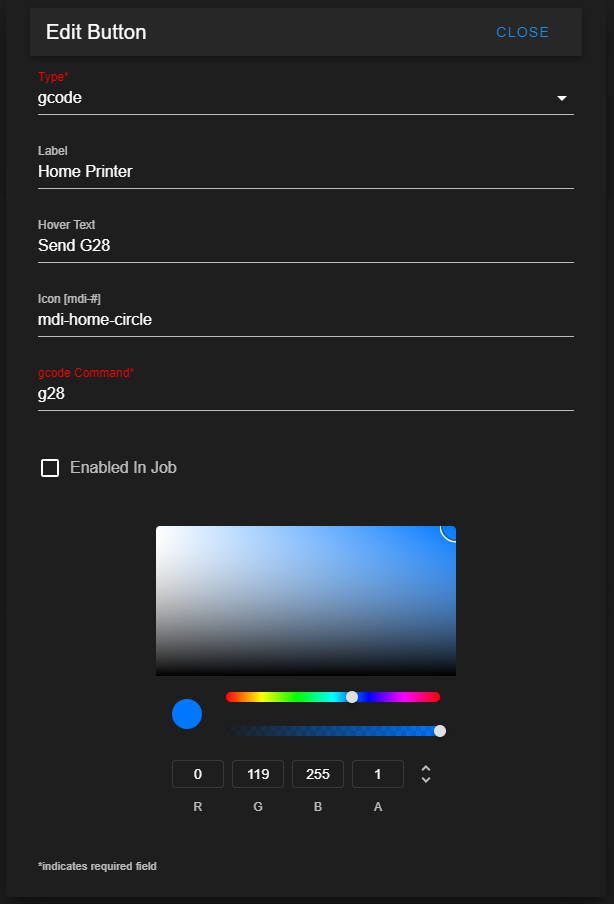 Edit Button
CLOSE
Type*
gcode
Label
Home Printer
Hover Text
Send G28
Icon [mdi-#]
mdi-home-circle
gcode Command*
g28
Enabled In Job
0 119 255 1
R G B A
*indicates required field